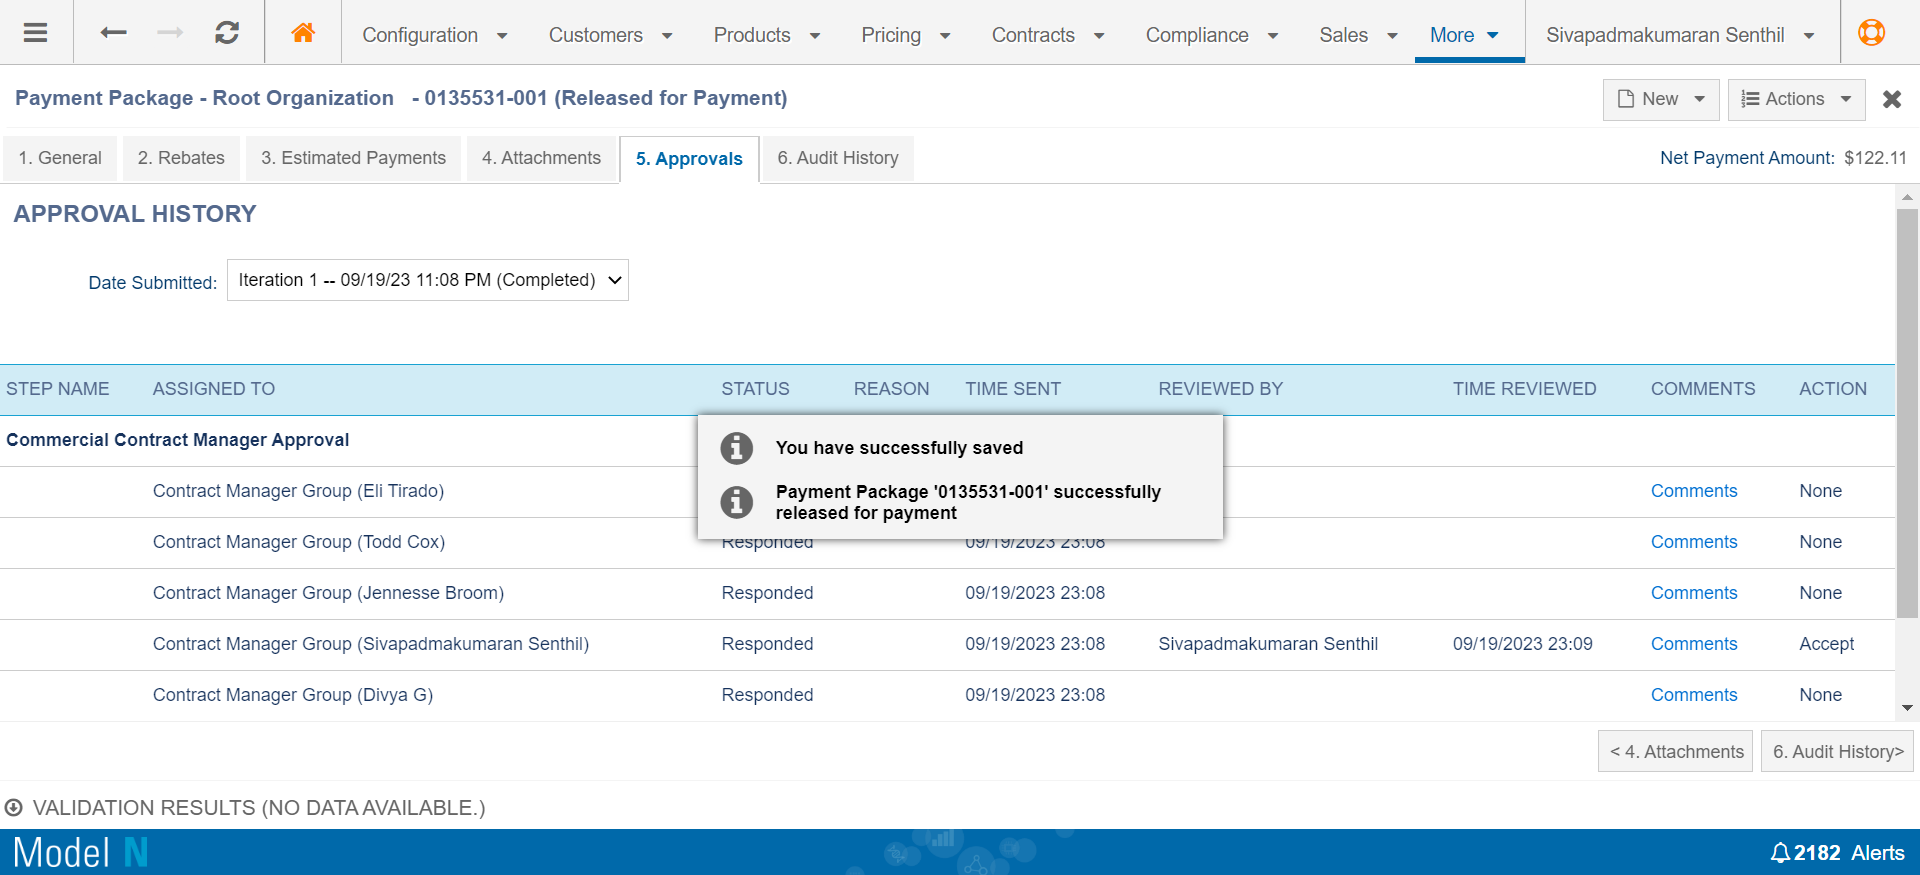 Configuration Customers Products Pricing Contracts Compliance Sales More Sivapadmakumaran Senthil
Payment Package - Root Organization - 0135531-001 (Released for Payment) New Actions
1. General 2. Rebates 3. Estimated Payments 4. Attachments 5. Approvals 6. Audit History Net Payment Amount: $122.11
APPROVAL HISTORY
Date Submitted: Iteration 1 -- 09/19/23 11:08 PM (Completed)
STEP NAME ASSIGNED TO STATUS REASON TIME SENT REVIEWED BY TIME REVIEWED COMMENTS ACTION
Commercial Contract Manager Approval
You have successfully saved
Payment Package '0135531-001' successfully
released for payment
Contract Manager Group (Eli Tirado) Comments None
Contract Manager Group (Todd Cox) Responded 09/19/2023 23:08 Comments None
Contract Manager Group (Jennesse Broom) Responded 09/19/2023 23:08 Comments None
Contract Manager Group (Sivapadmakumaran Senthil) Responded 09/19/2023 23:08 Sivapadmakumaran Senthil 09/19/2023 23:09 Comments Accept
Contract Manager Group (Divya G) Responded 09/19/2023 23:08 Comments None
< 4. Attachments 6. Audit History>
VALIDATION RESULTS (NO DATA AVAILABLE.)
Model N 2182 Alerts